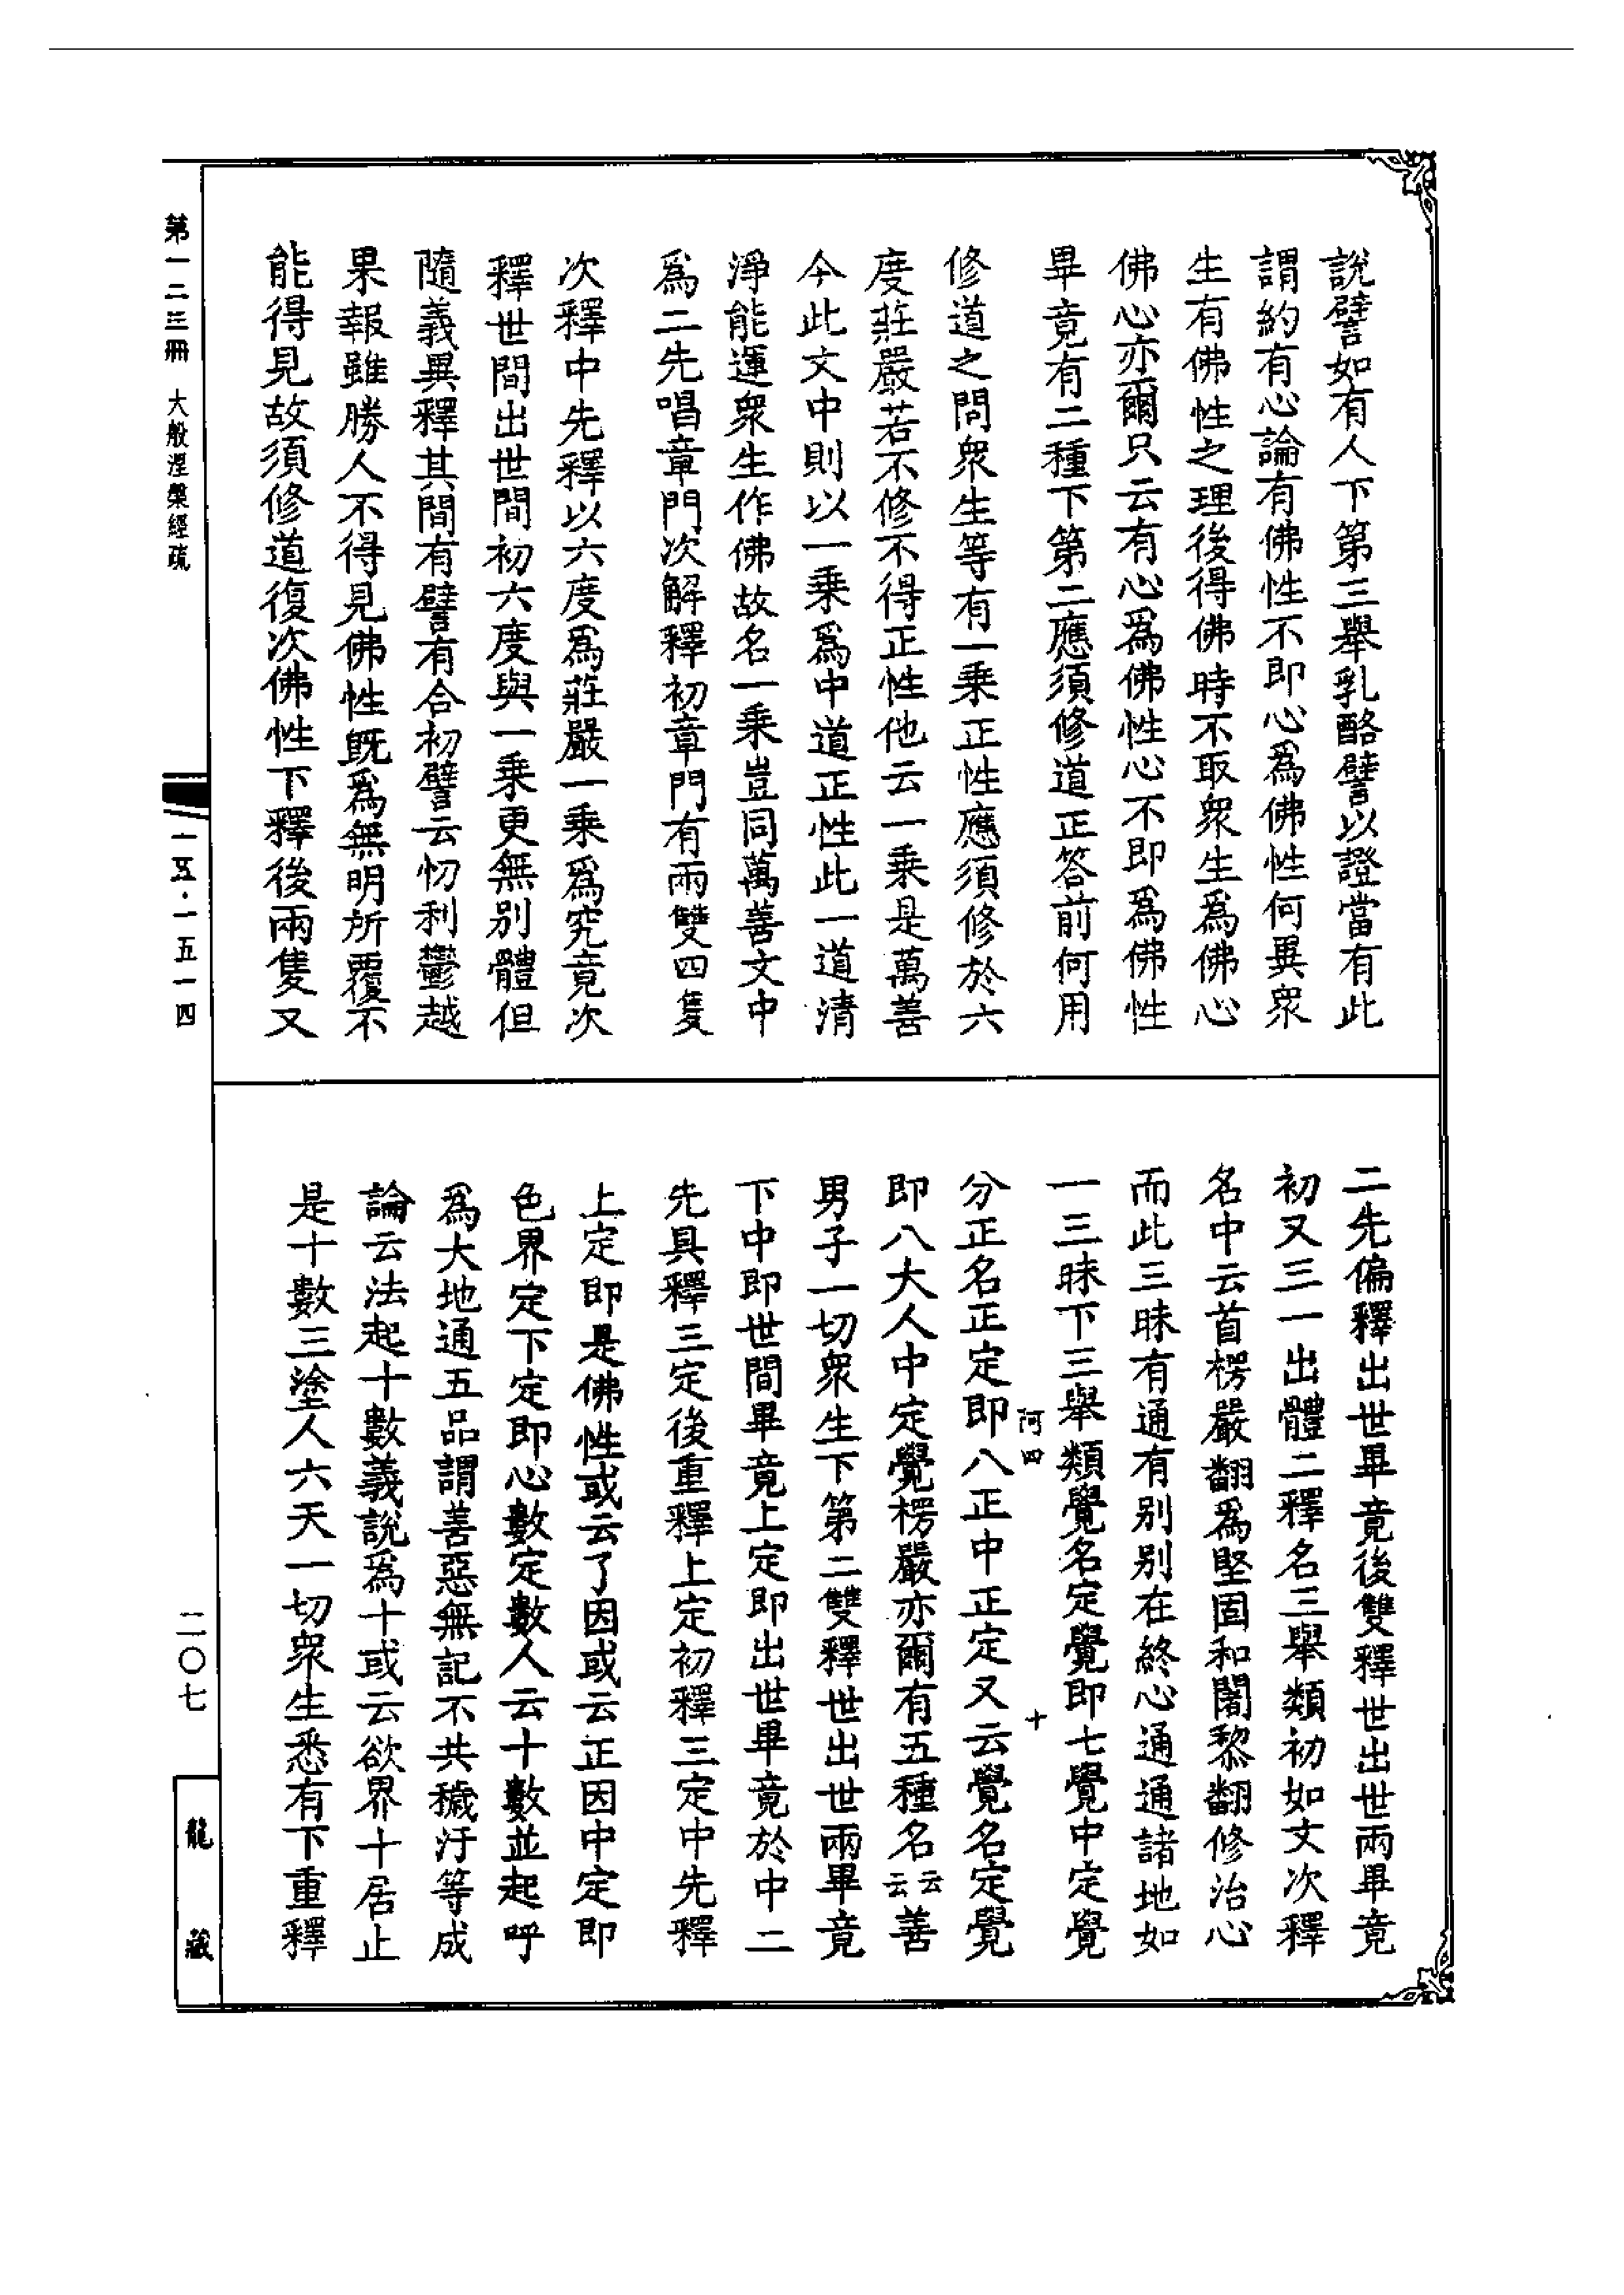 說譬如有人下第三舉乳酪譬以證當有此
謂約有心論有佛性不即心為佛性何異眾
生有佛性之理後得佛時不取眾生為佛心
佛心亦爾只云有心為佛性心不即為佛性
畢竟有二種下第二應須修道正答前何用
修道之問眾生等有一乘正性應須修於六
度莊嚴若不修不得正性他云一乘是萬善
今此文中則以一乘為中道正性此一道清
淨能運眾生作佛故名一乘豈同萬善文中
為二先唱章門次解釋初章門有兩雙四隻
次釋中先釋以六度為莊嚴一乘為究竟次
釋世間出世間初六度與一乘更無別體但
隨義異釋其間有譬有合初譬云忉利鬱越
果報雖勝人不得見佛性既為無明所覆不
能得見故須修道復次佛性下釋後兩隻又
二先偏釋出世畢竟後雙釋世出世兩畢竟
初又三一出體二釋名三舉類初如文次釋
名中云首楞嚴翻為堅固和闍黎翻修治心
而此三昧有通有別別在終心通通諸地如
一三昧下三舉類覺名定覺即七覺中定覺
阿四 十
分正名正定即八正中正定又云覺名定覺
即八大人中定覺楞嚴亦爾有五種名云云善
男子一切眾生下第二雙釋世出世兩畢竟
下中即世間畢竟上定即出世畢竟於中二
先具釋三定後重釋上定初釋三定中先釋
上定即是佛性或云了因或云正因中定即
色界定下定即心數定數人云十數並起呼
為大地通五品謂善惡無記不共穢汙等成
論云法起十數義說為十或云欲界十居止
是十數三塗人六天一切眾生悉有下重釋
第一二三冊 大般涅槃經疏
一五·一五一四
二〇七
龍藏